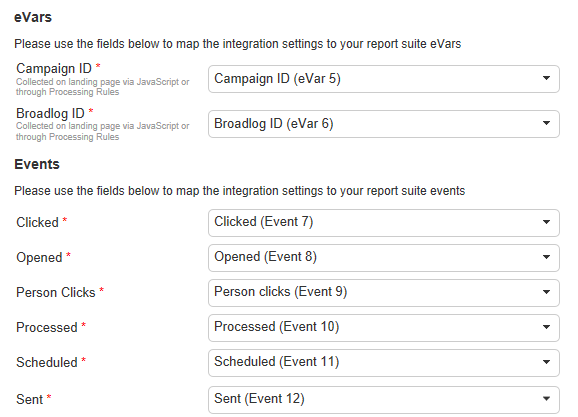 eVars
Please use the fields below to map the integration settings to your report suite eVars
Campaign ID *
Collected on landing page via JavaScript or
through Processing Rules
Campaign ID (eVar 5)
Broadlog ID *
Collected on landing page via JavaScript or
through Processing Rules
Broadlog ID (eVar 6)
Events
Please use the fields below to map the integration settings to your report suite events
Clicked *
Clicked (Event 7)
Opened *
Opened (Event 8)
Person Clicks *
Person clicks (Event 9)
Processed *
Processed (Event 10)
Scheduled *
Scheduled (Event 11)
Sent *
Sent (Event 12)